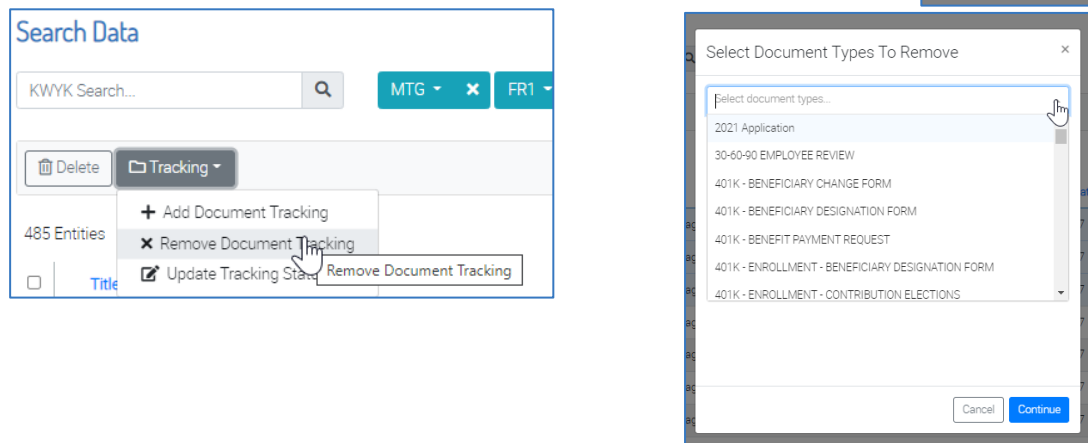 Search Data
KWYK Search...
MTG
FR1
Delete
Tracking
Add Document Tracking
485 Entities
Remove Document Tracking
Update Tracking
Remove Document Tracking
Title
Select Document Types To Remove
Select document types...
2021 Application
30-60-90 EMPLOYEE REVIEW
401K - BENEFICIARY CHANGE FORM
401K - BENEFICIARY DESIGNATION FORM
401K - BENEFIT PAYMENT REQUEST
401K - ENROLLMENT - BENEFICIARY DESIGNATION FORM
401K - ENROLLMENT - CONTRIBUTION ELECTIONS
Cancel
Continue